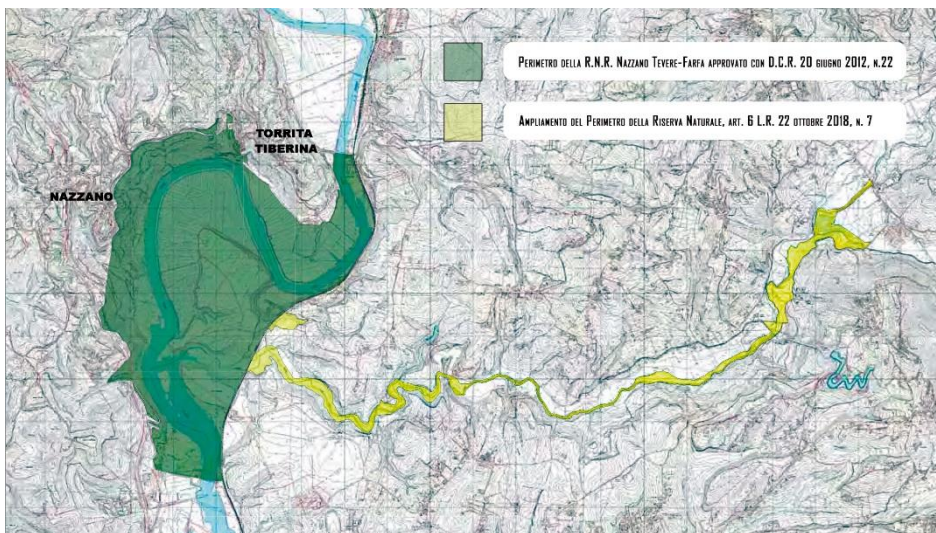 PERIMETRO DELLA R.N.R. NAZZANO TEVERE-FARFA APPROVATO CON D.C.R. 20 GIUGNO 2012, N.22
AMPLIAMENTO DEL PERIMETRO DELLA RISERVA NATURALE, ART. 6 L.R. 22 OTTOBRE 2018, N. 7
TORRITA
TIBERINA
NAZZANO